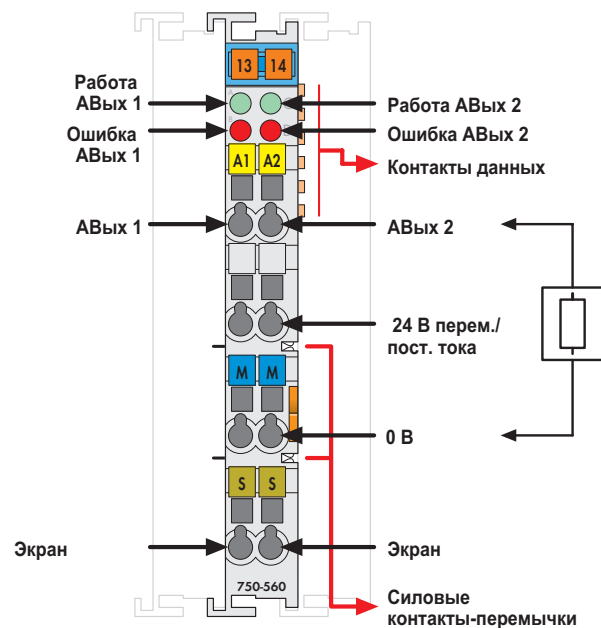 13 14
Работа
АВых 1
Работа АВых 2
Ошибка
АВых 1
Ошибка АВых 2
A1 A2
Контакты данных
АВых 1
АВых 2
24 В перем./
пост. тока
M M
0 В
S S
Экран
Экран
750-560
Силовые
контакты-перемычки